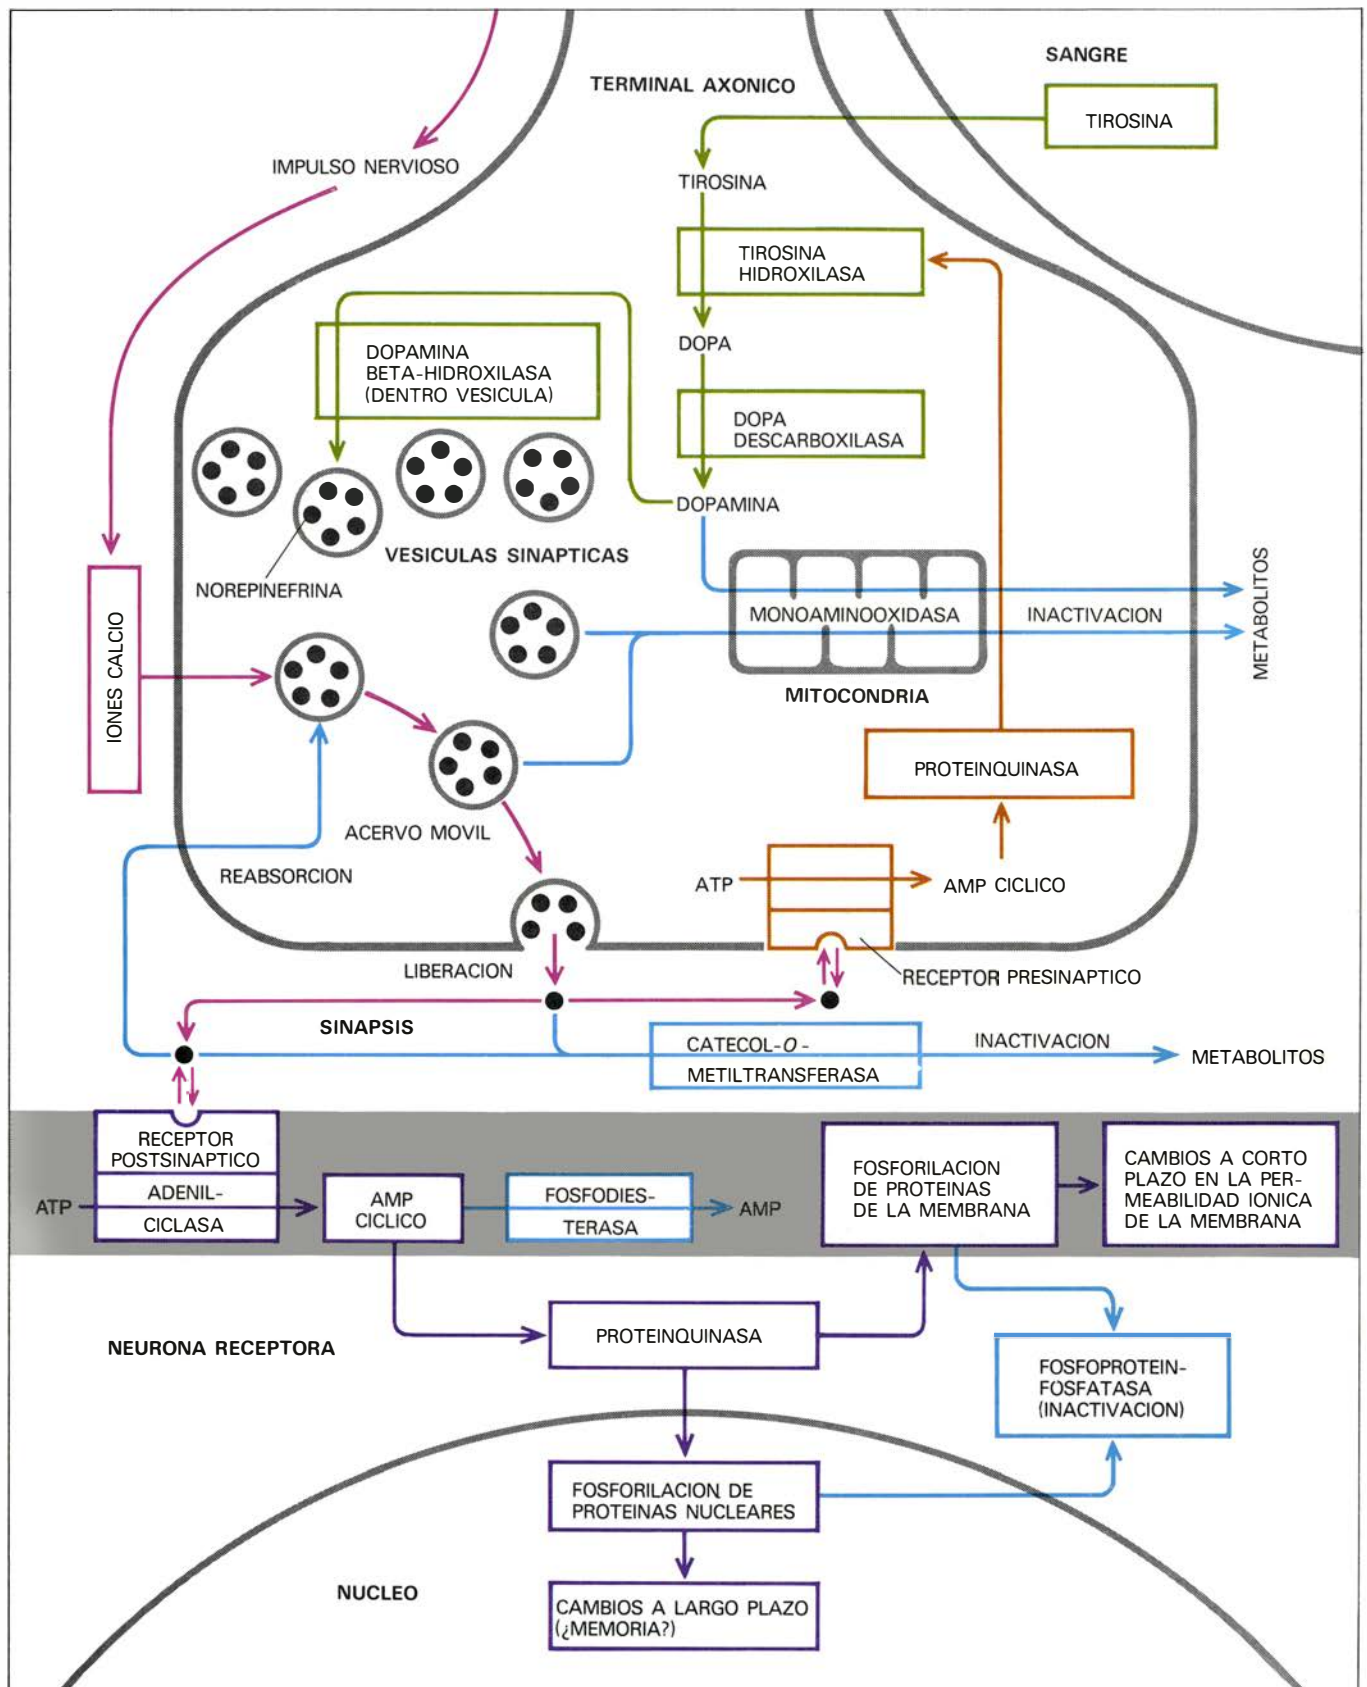 SANGRE
TERMINAL AXONICO
TIROSINA
IMPULSO NERVIOSO
TIROSINA
TIROSINA
HIDROXILASA
DOPA
DOPAMINA
BETA-HIDROXILASA
(DENTRO VESICULA)
DOPA
DESCARBOXILASA
DOPAMINA
VESICULAS SINAPTICAS
NOREPINEFRINA
MONOAMINOOXIDASA
INACTIVACION
METABOLITOS
MITOCONDRIA
IONES CALCIO
PROTEINQUINASA
ACERVO MOVIL
REABSORCION
ATP
AMP CICLICO
LIBERACION
RECEPTOR PRESINAPTICO
SINAPSIS
CATECOL-O-
METILTRANSFERASA
INACTIVACION
METABOLITOS
RECEPTOR
POSTSINAPTICO
ATP
ADENIL-
CICLASA
AMP
CICLICO
FOSFODIES-
TERASA
AMP
FOSFORILACION
DE PROTEINAS
DE LA MEMBRANA
CAMBIOS A CORTO
PLAZO EN LA PER-
MEABILIDAD IONICA
DE LA MEMBRANA
NEURONA RECEPTORA
PROTEINQUINASA
FOSFOPROTEIN-
FOSFATASA
(INACTIVACION)
FOSFORILACION DE
PROTEINAS NUCLEARES
NUCLEO
CAMBIOS A LARGO PLAZO
(¿MEMORIA?)